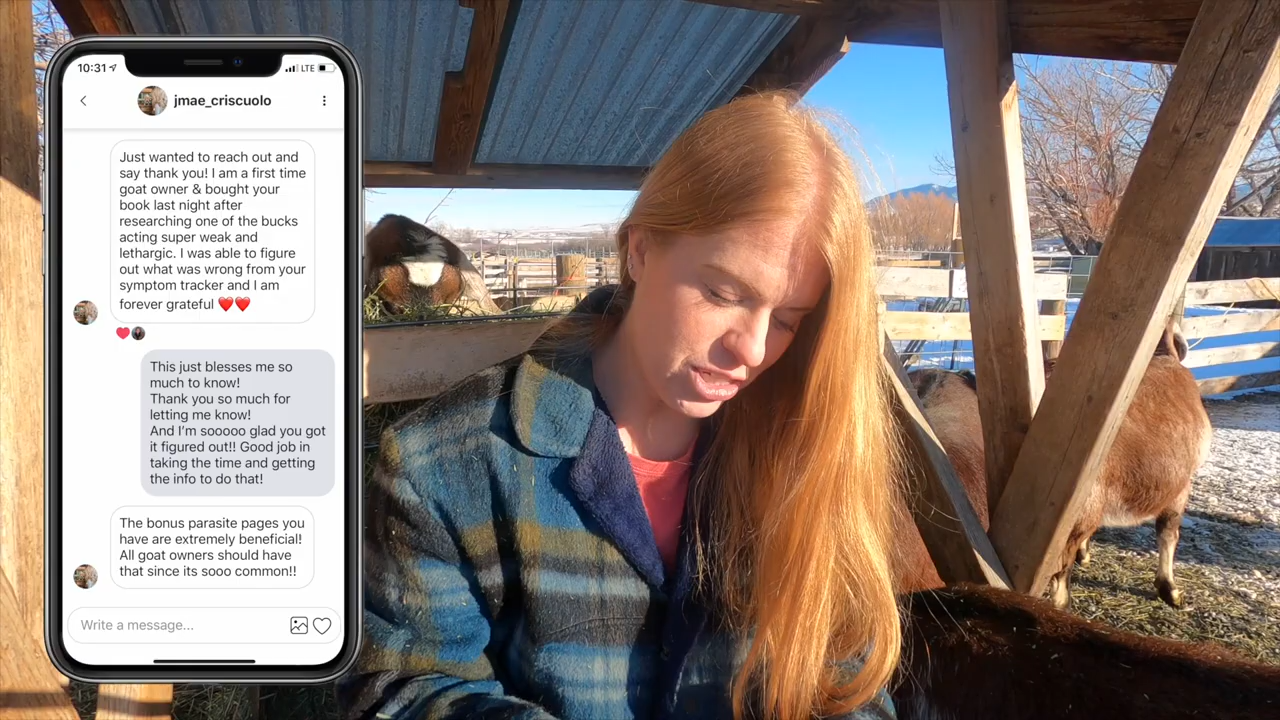 10:31
LTE
jmae_criscuolo
Just wanted to reach out and
say thank you! I am a first time
goat owner & bought your
book last night after
researching one of the bucks
acting super weak and
lethargic. I was able to figure
out what was wrong from your
symptom tracker and I am
forever grateful ❤️❤️
This just blesses me so
much to know!
Thank you so much for
letting me know!
And I'm sooooo glad you got
it figured out!! Good job in
taking the time and getting
the info to do that!
The bonus parasite pages you
have are extremely beneficial!
All goat owners should have
that since its sooo common!!
Write a message...